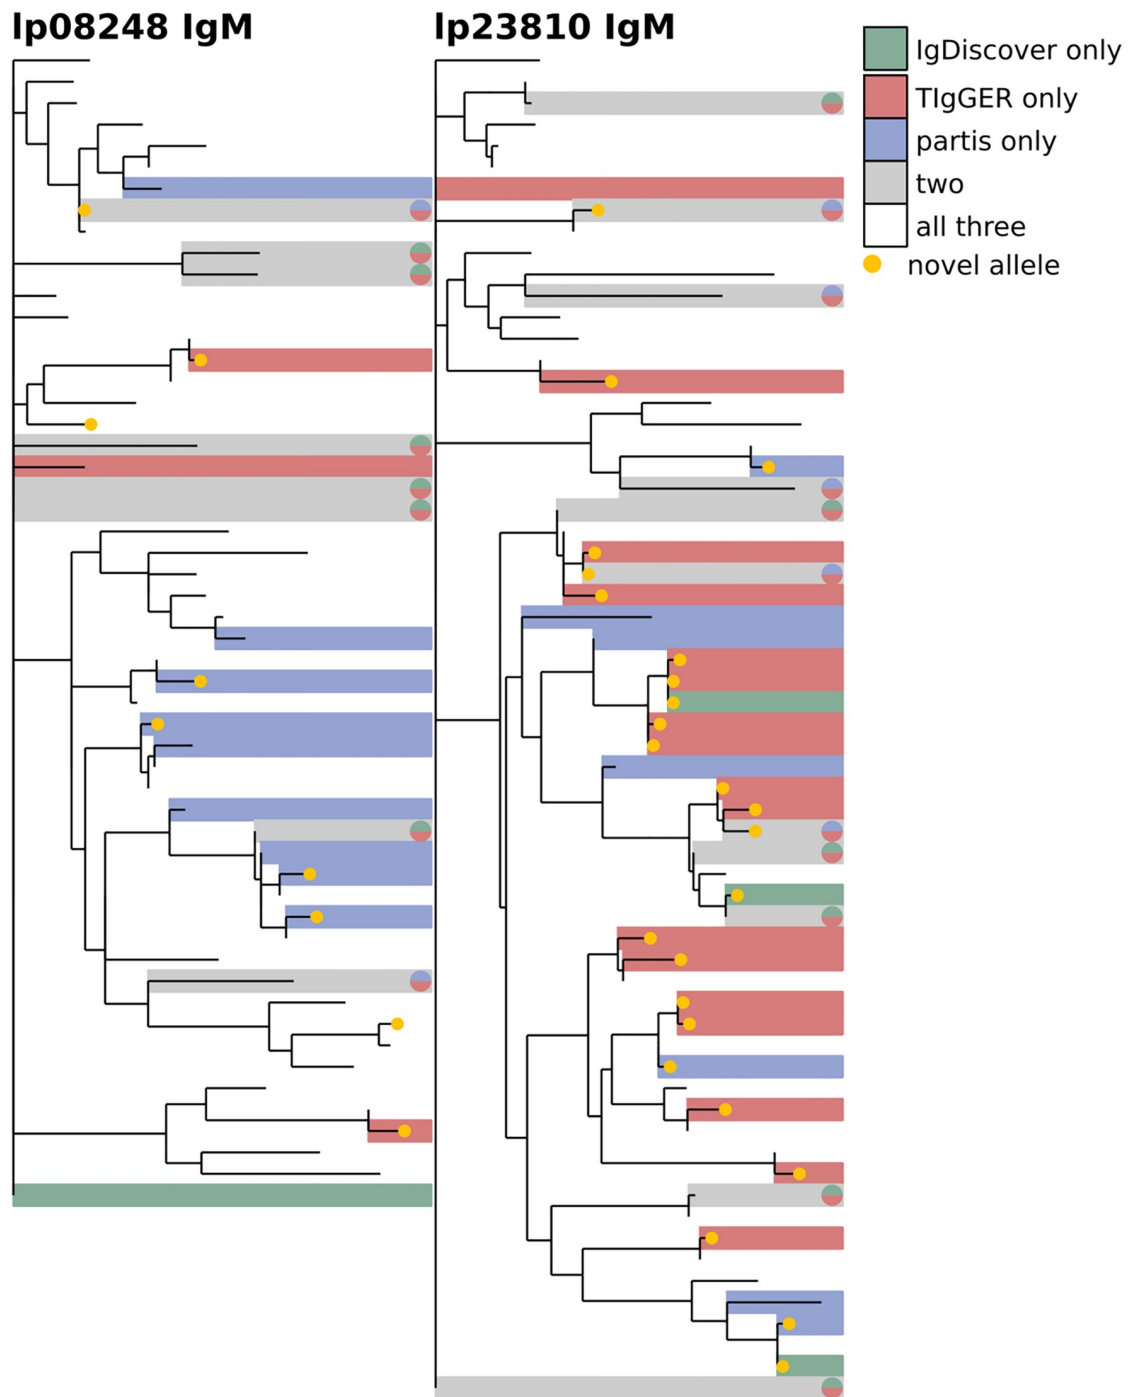 lp08248 IgM
lp23810 IgM
IgDiscover only
TIgGER only
partis only
two
all three
novel allele